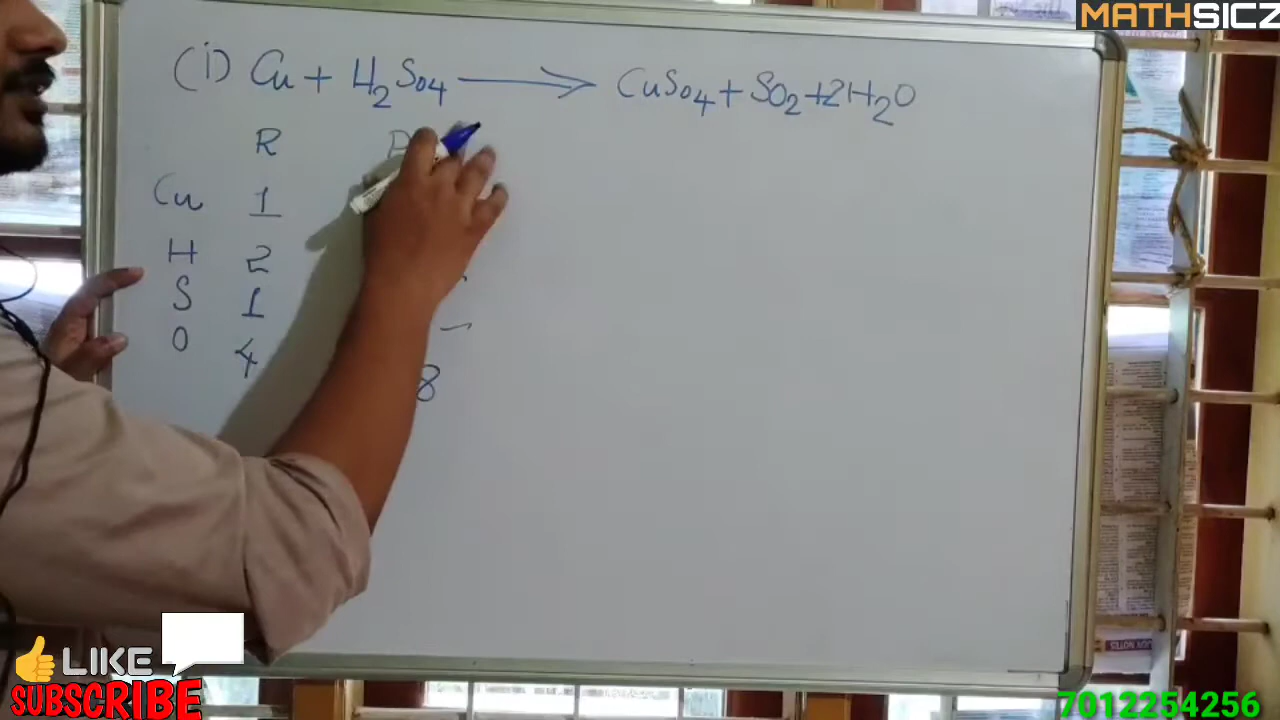 MATHSICZ
(i) Cu + H2SO4 ⟶ CuSO4 + SO2 + 2H2O
R
Cu 1
H 2
S 1
O 4
8
LIKE
SUBSCRIBE
7012254256